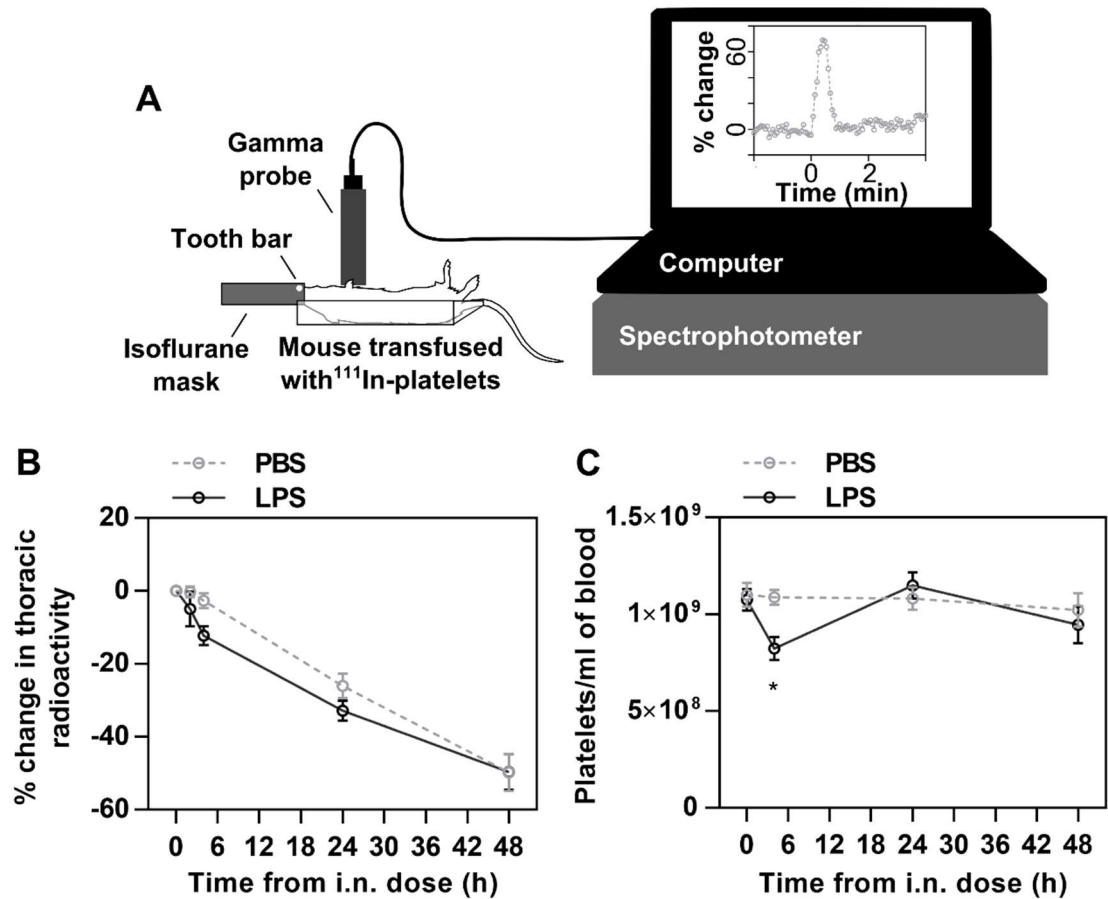 A
Gamma
probe
Tooth bar
Isoflurane
mask
Mouse transfused
with¹¹¹In-platelets
% change
60
0
0 2
Time (min)
Computer
Spectrophotometer
B
PBS
LPS
% change in thoracic
radioactivity
20
0
-20
-40
-60
0 6 12 18 24 30 36 42 48
Time from i.n. dose (h)
C
PBS
LPS
Platelets/ml of blood
1.5×10⁹
1×10⁹
5×10⁸
0
*
0 6 12 18 24 30 36 42 48
Time from i.n. dose (h)